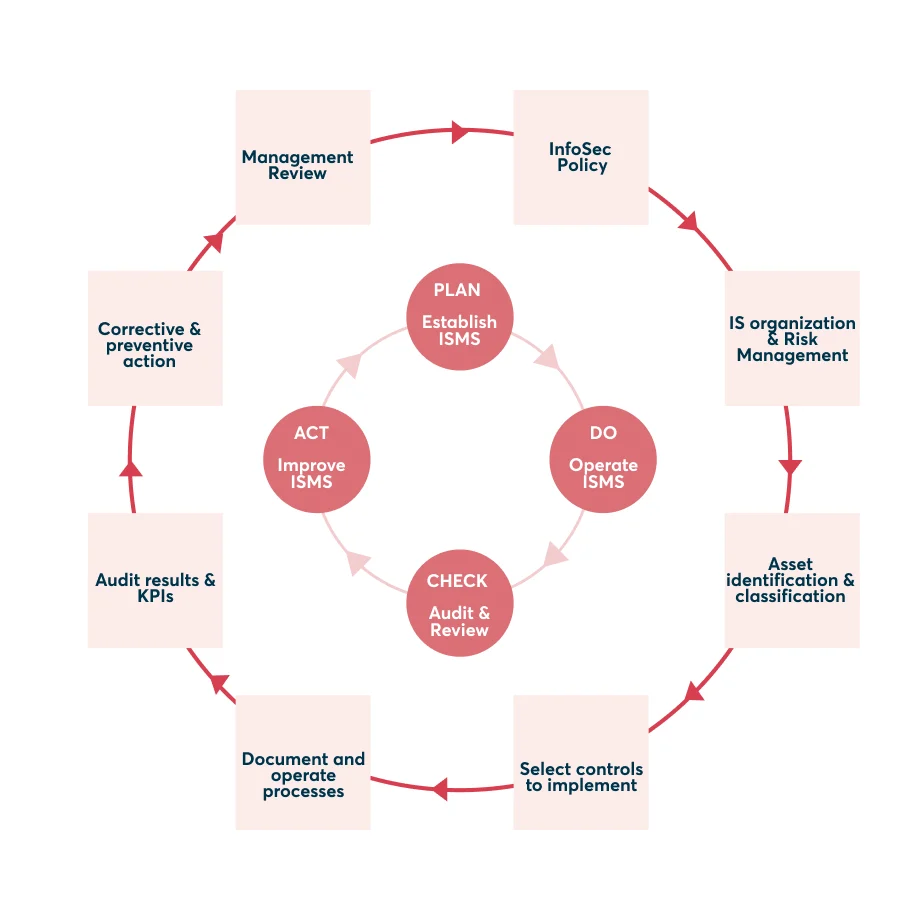 Management
Review
InfoSec
Policy
PLAN
Establish
ISMS
Corrective &
preventive
action
IS organization
& Risk
Management
ACT
Improve
ISMS
DO
Operate
ISMS
Audit results &
KPIs
CHECK
Audit &
Review
Asset
identification &
classification
Document and
operate
processes
Select controls
to implement